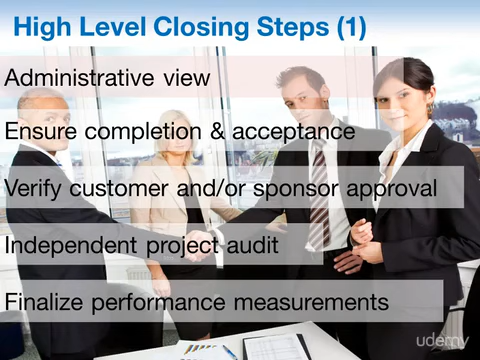 High Level Closing Steps (1)
Administrative view
Ensure completion & acceptance
Verify customer and/or sponsor approval
Independent project audit
Finalize performance measurements
udemy